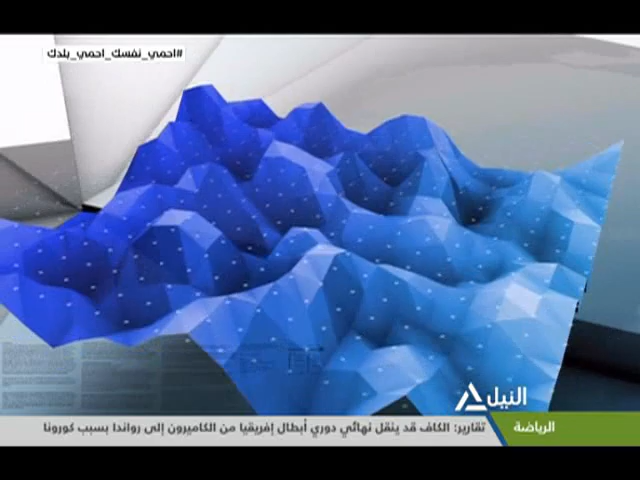 #احمي_نفسك_احمي_بلدك
النيل
الرياضة
تقارير: الكاف قد ينقل نهائي دوري أبطال إفريقيا من الكاميرون إلى رواندا بسبب كورونا